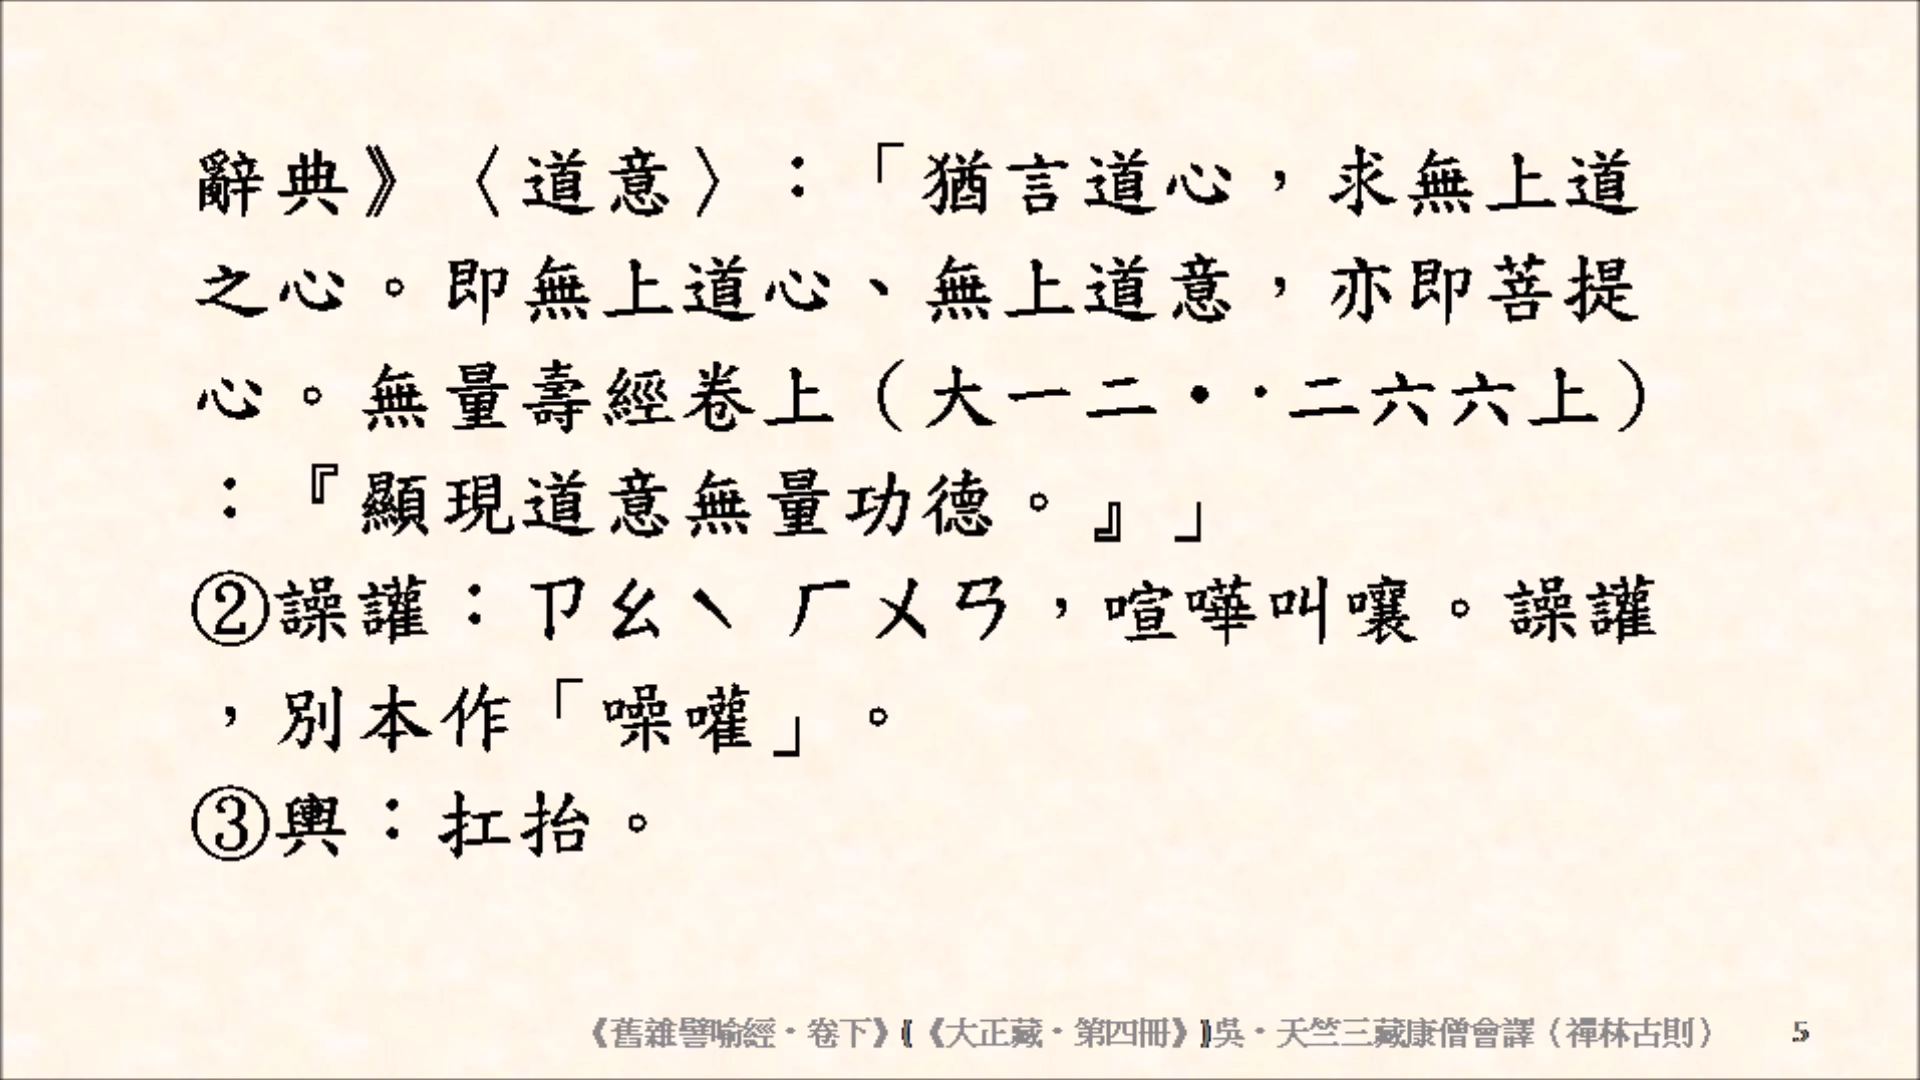 辭典》〈道意〉：「猶言道心，求無上道
之心。即無上道心、無上道意，亦即菩提
心。無量壽經卷上（大一二•·二六六上）
：『顯現道意無量功德。』」
②譟讙：ㄗㄠˋ ㄏㄨㄢ，喧嘩叫嚷。譟讙
，別本作「噪嚾」。
③輿：扛抬。
《舊雜譬喻經·卷下》(《大正藏·第四冊》)吳·天竺三藏康僧會譯（禪林古則） 5